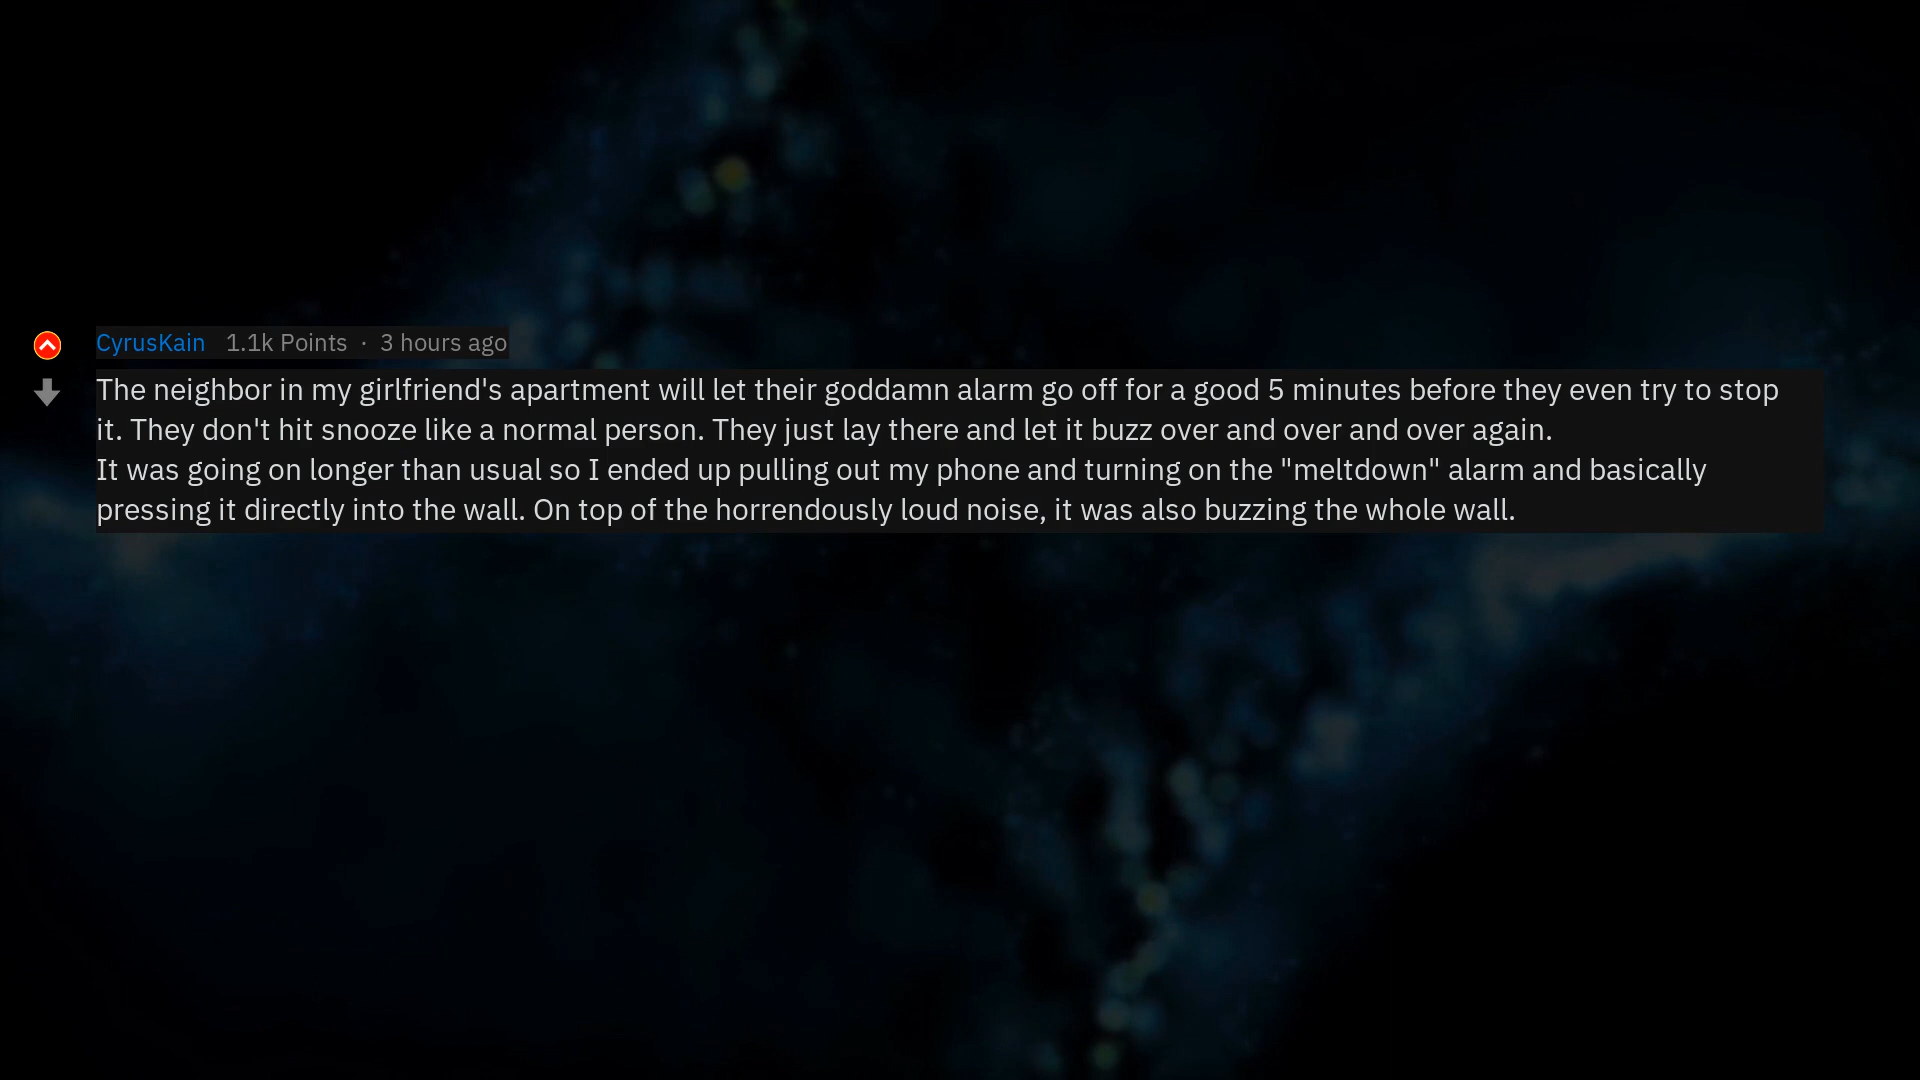 CyrusKain 1.1k Points · 3 hours ago
The neighbor in my girlfriend's apartment will let their goddamn alarm go off for a good 5 minutes before they even try to stop
it. They don't hit snooze like a normal person. They just lay there and let it buzz over and over and over again.
It was going on longer than usual so I ended up pulling out my phone and turning on the "meltdown" alarm and basically
pressing it directly into the wall. On top of the horrendously loud noise, it was also buzzing the whole wall.